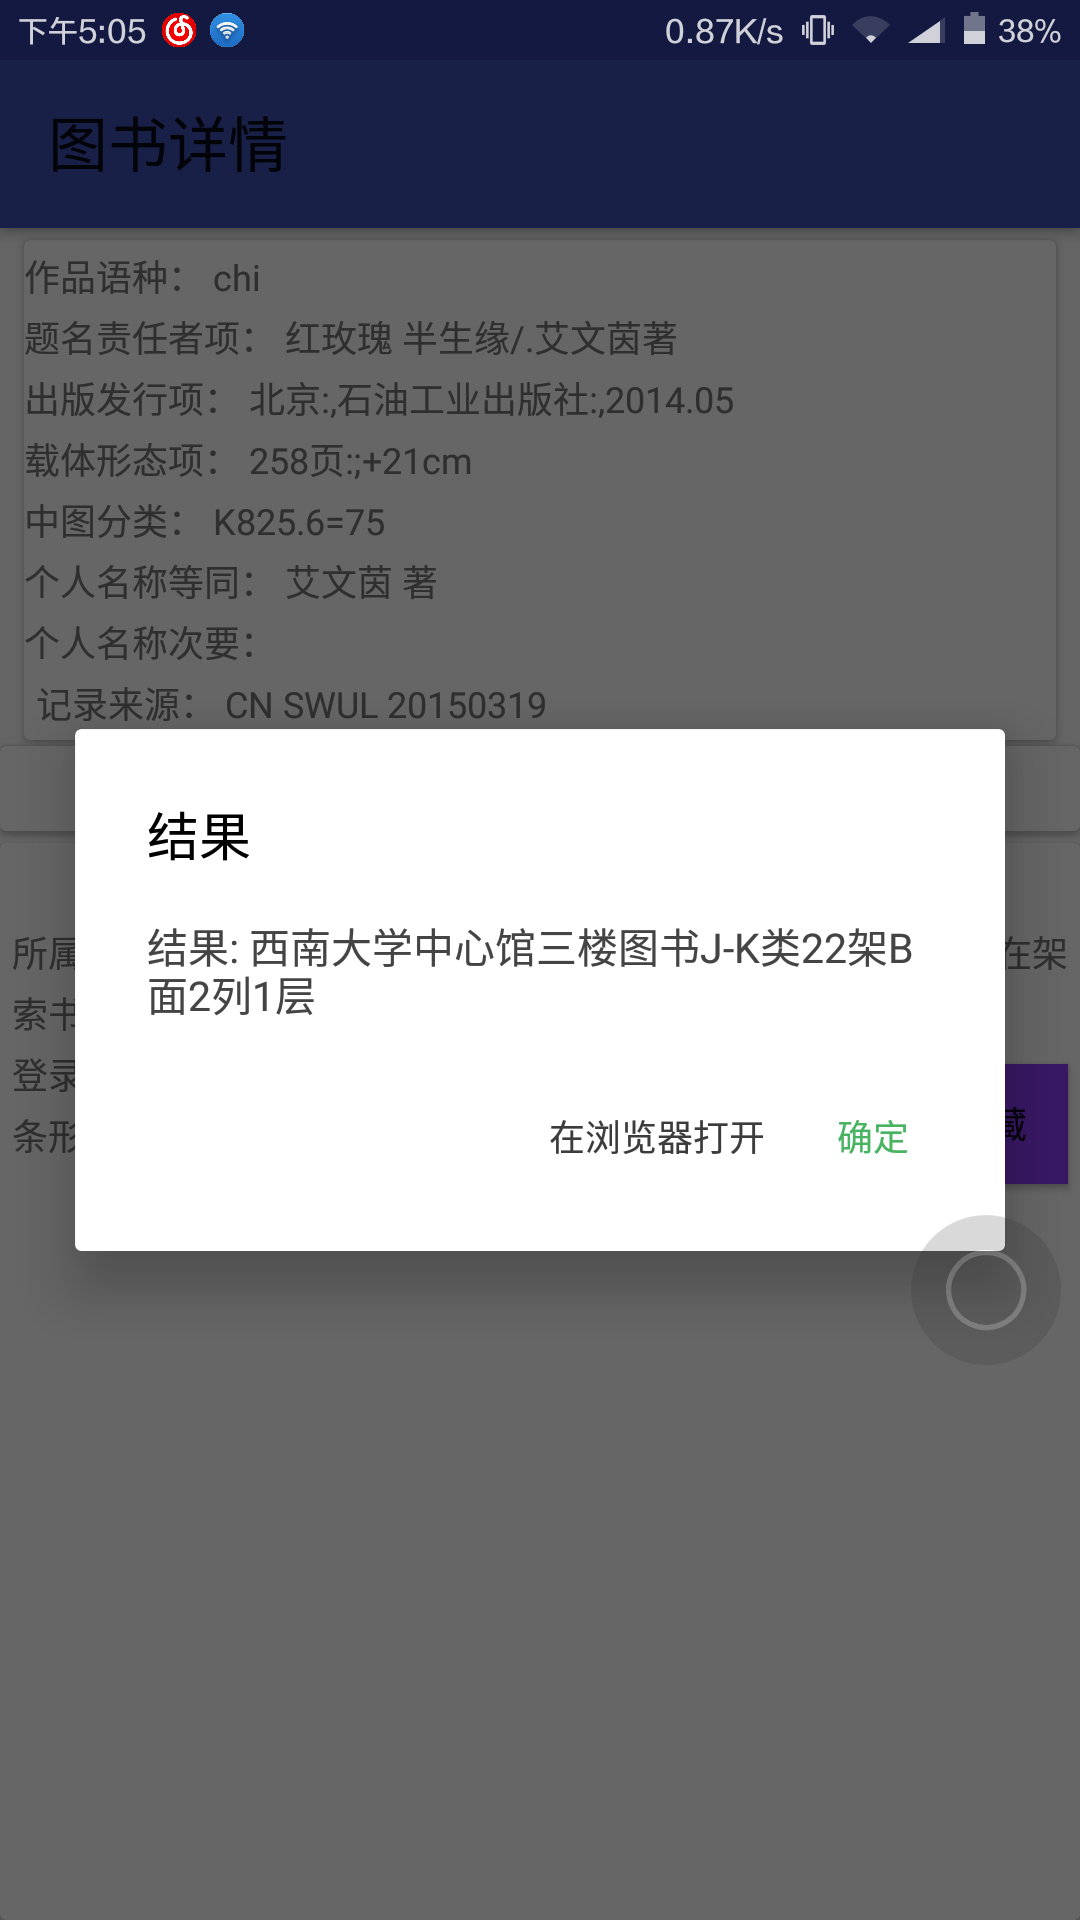 下午5:05 0.87K/s 38%
图书详情
作品语种： chi
题名责任者项： 红玫瑰 半生缘/.艾文茵著
出版发行项： 北京:,石油工业出版社:,2014.05
载体形态项： 258页:;+21cm
中图分类： K825.6=75
个人名称等同： 艾文茵 著
个人名称次要：
记录来源： CN SWUL 20150319
结果
结果: 西南大学中心馆三楼图书J-K类22架B
面2列1层
在浏览器打开 确定
所属 在架
索书
登录
条形 藏